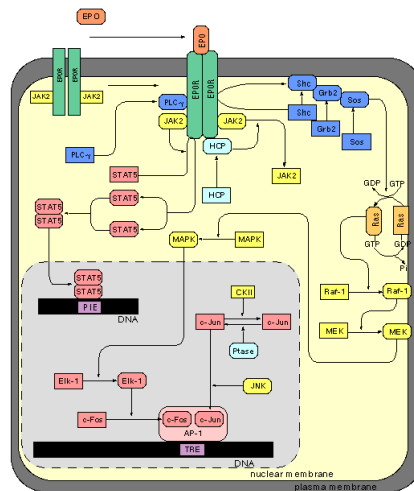 EPO
EPO
EPOR
EPOR
JAK2
JAK2
EPOR
EPOR
PLC-γ
JAK2
JAK2
HCP
Shc
Grb2
Sos
Shc
Grb2
Sos
PLC-γ
STAT5
HCP
JAK2
GDP
GTP
STAT5
STAT5
STAT5
STAT5
Ras
Ras
GTP
GDP
Pi
MAPK
MAPK
STAT5
STAT5
PIE
DNA
Raf-1
Raf-1
MEK
MEK
CKII
c-Jun
c-Jun
Ptase
Elk-1
Elk-1
JNK
c-Fos
c-Fos
c-Jun
AP-1
TRE
DNA
nuclear membrane
plasma membrane